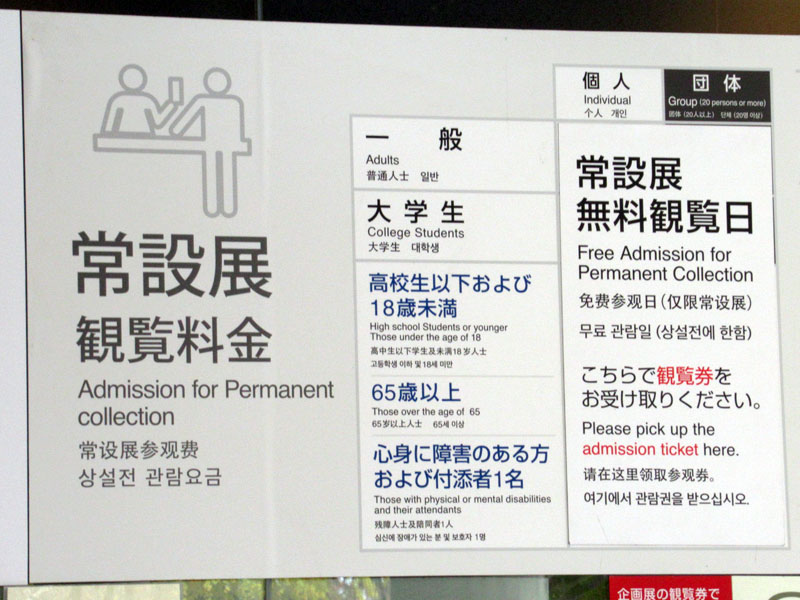 常設展
観覧料金
Admission for Permanent
collection
常设展参观费
상설전 관람요금
個人
Individual
个人 개인
団体
Group (20 persons or more)
团体 (20人以上) 단체 (20명 이상)
一般
Adults
普通人士 일반
大学生
College Students
大学生 대학생
高校生以下および
18歳未満
High school Students or younger
Those under the age of 18
高中生以下学生及未满18岁人士
고등학생 이하 및 18세 미만
65歳以上
Those over the age of 65
65岁以上人士 65세 이상
心身に障害のある方
および付添者1名
Those with physical or mental disabilities
and their attendants
残障人士及陪同者1人
심신에 장애가 있는 분 및 보호자 1명
常設展
無料観覧日
Free Admission for
Permanent Collection
免费参观日(仅限常设展)
무료 관람일 (상설전에 한함)
こちらで観覧券を
お受け取りください。
Please pick up the
admission ticket here.
请在这里领取参观券。
여기에서 관람권을 받으십시오.
企画展の観覧券で